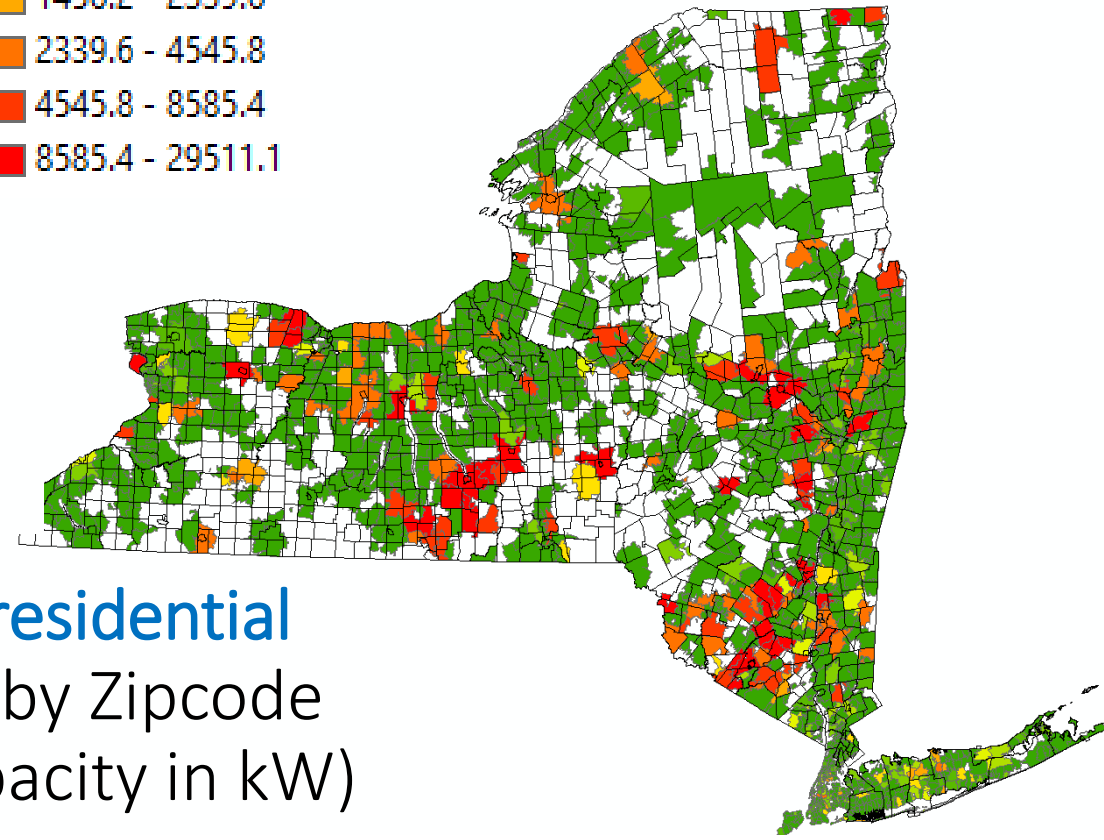 2339.6 - 4545.8
4545.8 - 8585.4
8585.4 - 29511.1
residential
by Zipcode
pacity in kW)